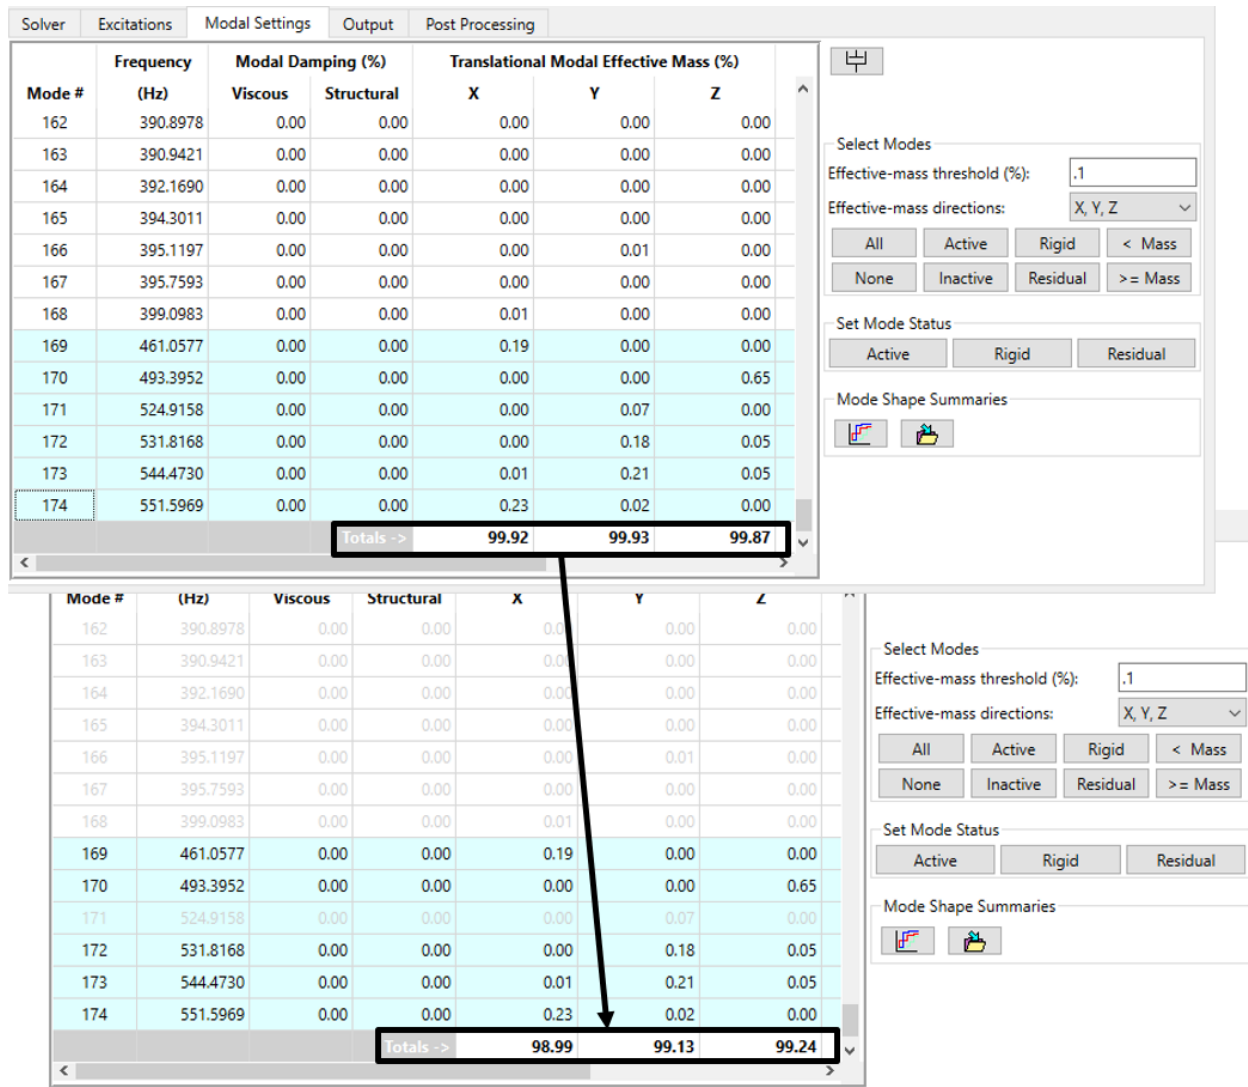 Solver Excitations Modal Settings Output Post Processing
Frequency Modal Damping (%) Translational Modal Effective Mass (%)
Mode # (Hz) Viscous Structural X Y Z
162 390.8978 0.00 0.00 0.00 0.00 0.00
163 390.9421 0.00 0.00 0.00 0.00 0.00
164 392.1690 0.00 0.00 0.00 0.00 0.00
165 394.3011 0.00 0.00 0.00 0.00 0.00
166 395.1197 0.00 0.00 0.00 0.01 0.00
167 395.7593 0.00 0.00 0.00 0.00 0.00
168 399.0983 0.00 0.00 0.01 0.00 0.00
169 461.0577 0.00 0.00 0.19 0.00 0.00
170 493.3952 0.00 0.00 0.00 0.00 0.65
171 524.9158 0.00 0.00 0.00 0.07 0.00
172 531.8168 0.00 0.00 0.00 0.18 0.05
173 544.4730 0.00 0.00 0.01 0.21 0.05
174 551.5969 0.00 0.00 0.23 0.02 0.00
Totals -> 99.92 99.93 99.87
Select Modes
Effective-mass threshold (%): .1
Effective-mass directions: X, Y, Z
All Active Rigid < Mass
None Inactive Residual >= Mass
Set Mode Status
Active Rigid Residual
Mode Shape Summaries
Mode # (Hz) Viscous Structural X Y Z
162 390.8978 0.00 0.00 0.00 0.00 0.00
163 390.9421 0.00 0.00 0.00 0.00 0.00
164 392.1690 0.00 0.00 0.00 0.00 0.00
165 394.3011 0.00 0.00 0.00 0.00 0.00
166 395.1197 0.00 0.00 0.00 0.01 0.00
167 395.7593 0.00 0.00 0.00 0.00 0.00
168 399.0983 0.00 0.00 0.01 0.00 0.00
169 461.0577 0.00 0.00 0.19 0.00 0.00
170 493.3952 0.00 0.00 0.00 0.00 0.65
171 524.9158 0.00 0.00 0.00 0.07 0.00
172 531.8168 0.00 0.00 0.00 0.18 0.05
173 544.4730 0.00 0.00 0.01 0.21 0.05
174 551.5969 0.00 0.00 0.23 0.02 0.00
Totals -> 98.99 99.13 99.24
Select Modes
Effective-mass threshold (%): .1
Effective-mass directions: X, Y, Z
All Active Rigid < Mass
None Inactive Residual >= Mass
Set Mode Status
Active Rigid Residual
Mode Shape Summaries